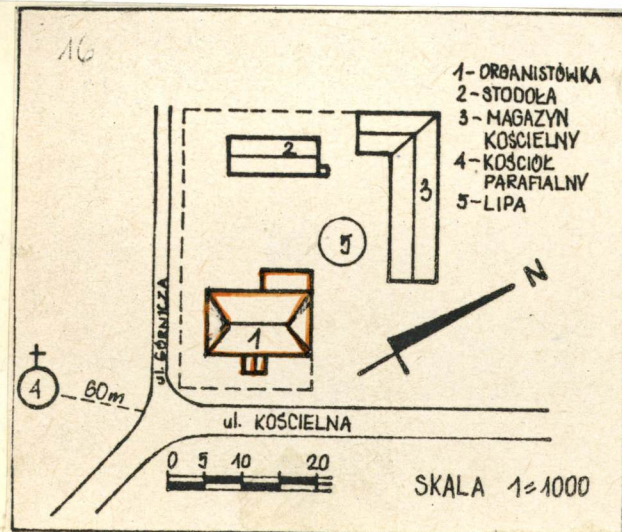 16
1-ORGANISTÓWKA
2-STODOŁA
3-MAGAZYN
KOŚCIELNY
4-KOŚCIÓŁ
PARAFIALNY
5-LIPA
2
3
5
N
1
ul. GÓRNICZA
4
60m
ul. KOŚCIELNA
0 5 10 20
SKALA 1=1000